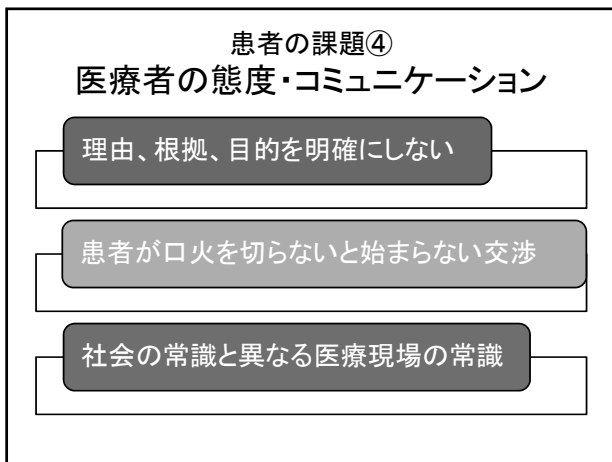 患者の課題④
医療者の態度・コミュニケーション
理由、根拠、目的を明確にしない
患者が口火を切らないと始まらない交渉
社会の常識と異なる医療現場の常識